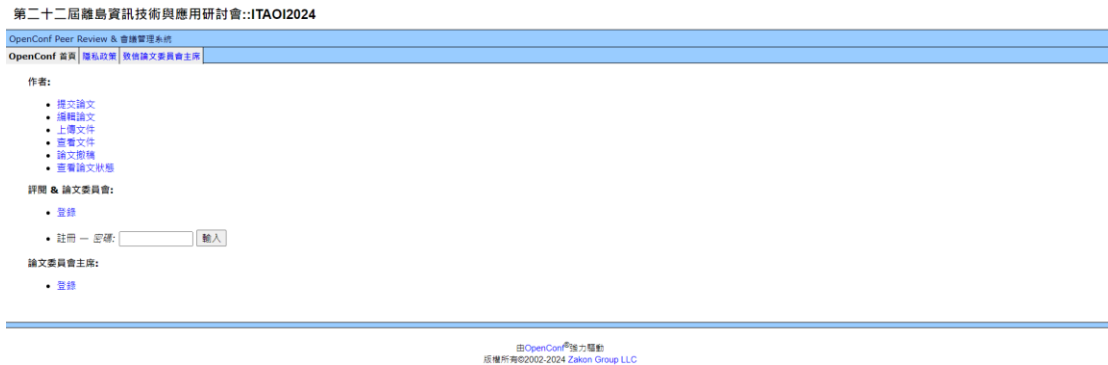 第二十二屆離島資訊技術與應用研討會::ITAOI2024
OpenConf Peer Review & 會議管理系統
OpenConf 首頁 隱私政策 致信論文委員會主席
作者:
提交論文
編輯論文
上傳文件
查看文件
論文撤稿
查看論文狀態
評閱 & 論文委員會:
登錄
註冊 — 密碼: 輸入
論文委員會主席:
登錄
由OpenConf®強力驅動
版權所有©2002-2024 Zakon Group LLC